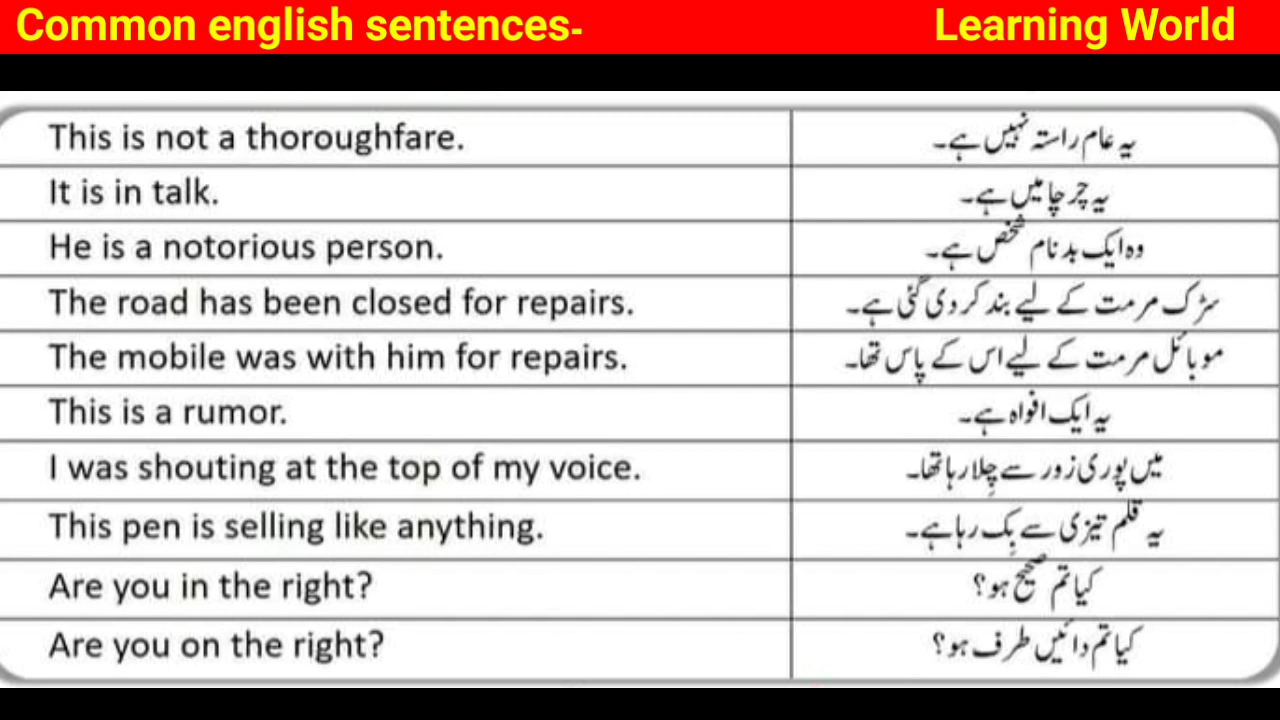 Common english sentences- Learning World
This is not a thoroughfare. یہ عام راستہ نہیں ہے۔
It is in talk. یہ چرچا میں ہے۔
He is a notorious person. وہ ایک بدنام شخص ہے۔
The road has been closed for repairs. سڑک مرمت کے لیے بند کر دی گئی ہے۔
The mobile was with him for repairs. موبائل مرمت کے لیے اس کے پاس تھا۔
This is a rumor. یہ ایک افواہ ہے۔
I was shouting at the top of my voice. میں پوری زور سے چِلا رہا تھا۔
This pen is selling like anything. یہ قلم تیزی سے بِک رہا ہے۔
Are you in the right? کیا تم صحیح ہو؟
Are you on the right? کیا تم دائیں طرف ہو؟